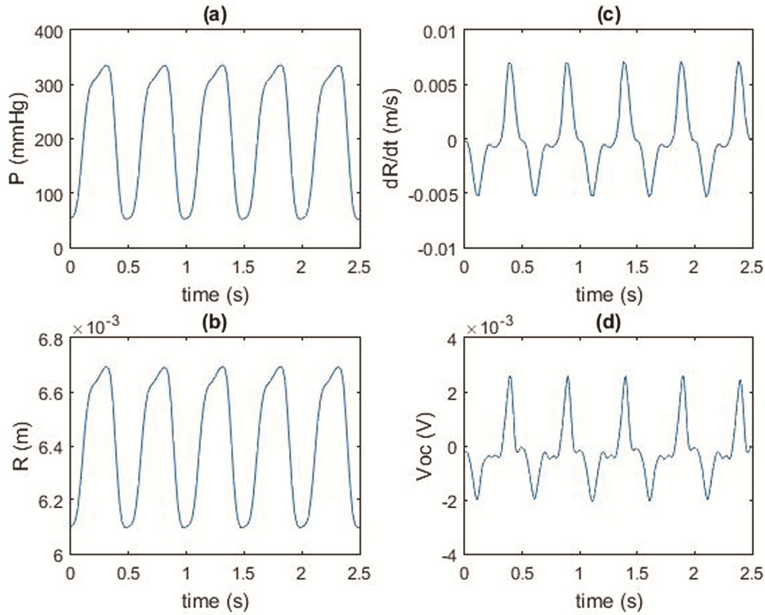 (a)
400
300
200
100
0
P (mmHg)
0 0.5 1 1.5 2 2.5
time (s)
(c)
0.01
0.005
0
-0.005
-0.01
dR/dt (m/s)
0 0.5 1 1.5 2 2.5
time (s)
(b)
×10-3
6.8
6.6
6.4
6.2
6
R (m)
0 0.5 1 1.5 2 2.5
time (s)
(d)
×10-3
4
2
0
-2
-4
Voc (V)
0 0.5 1 1.5 2 2.5
time (s)